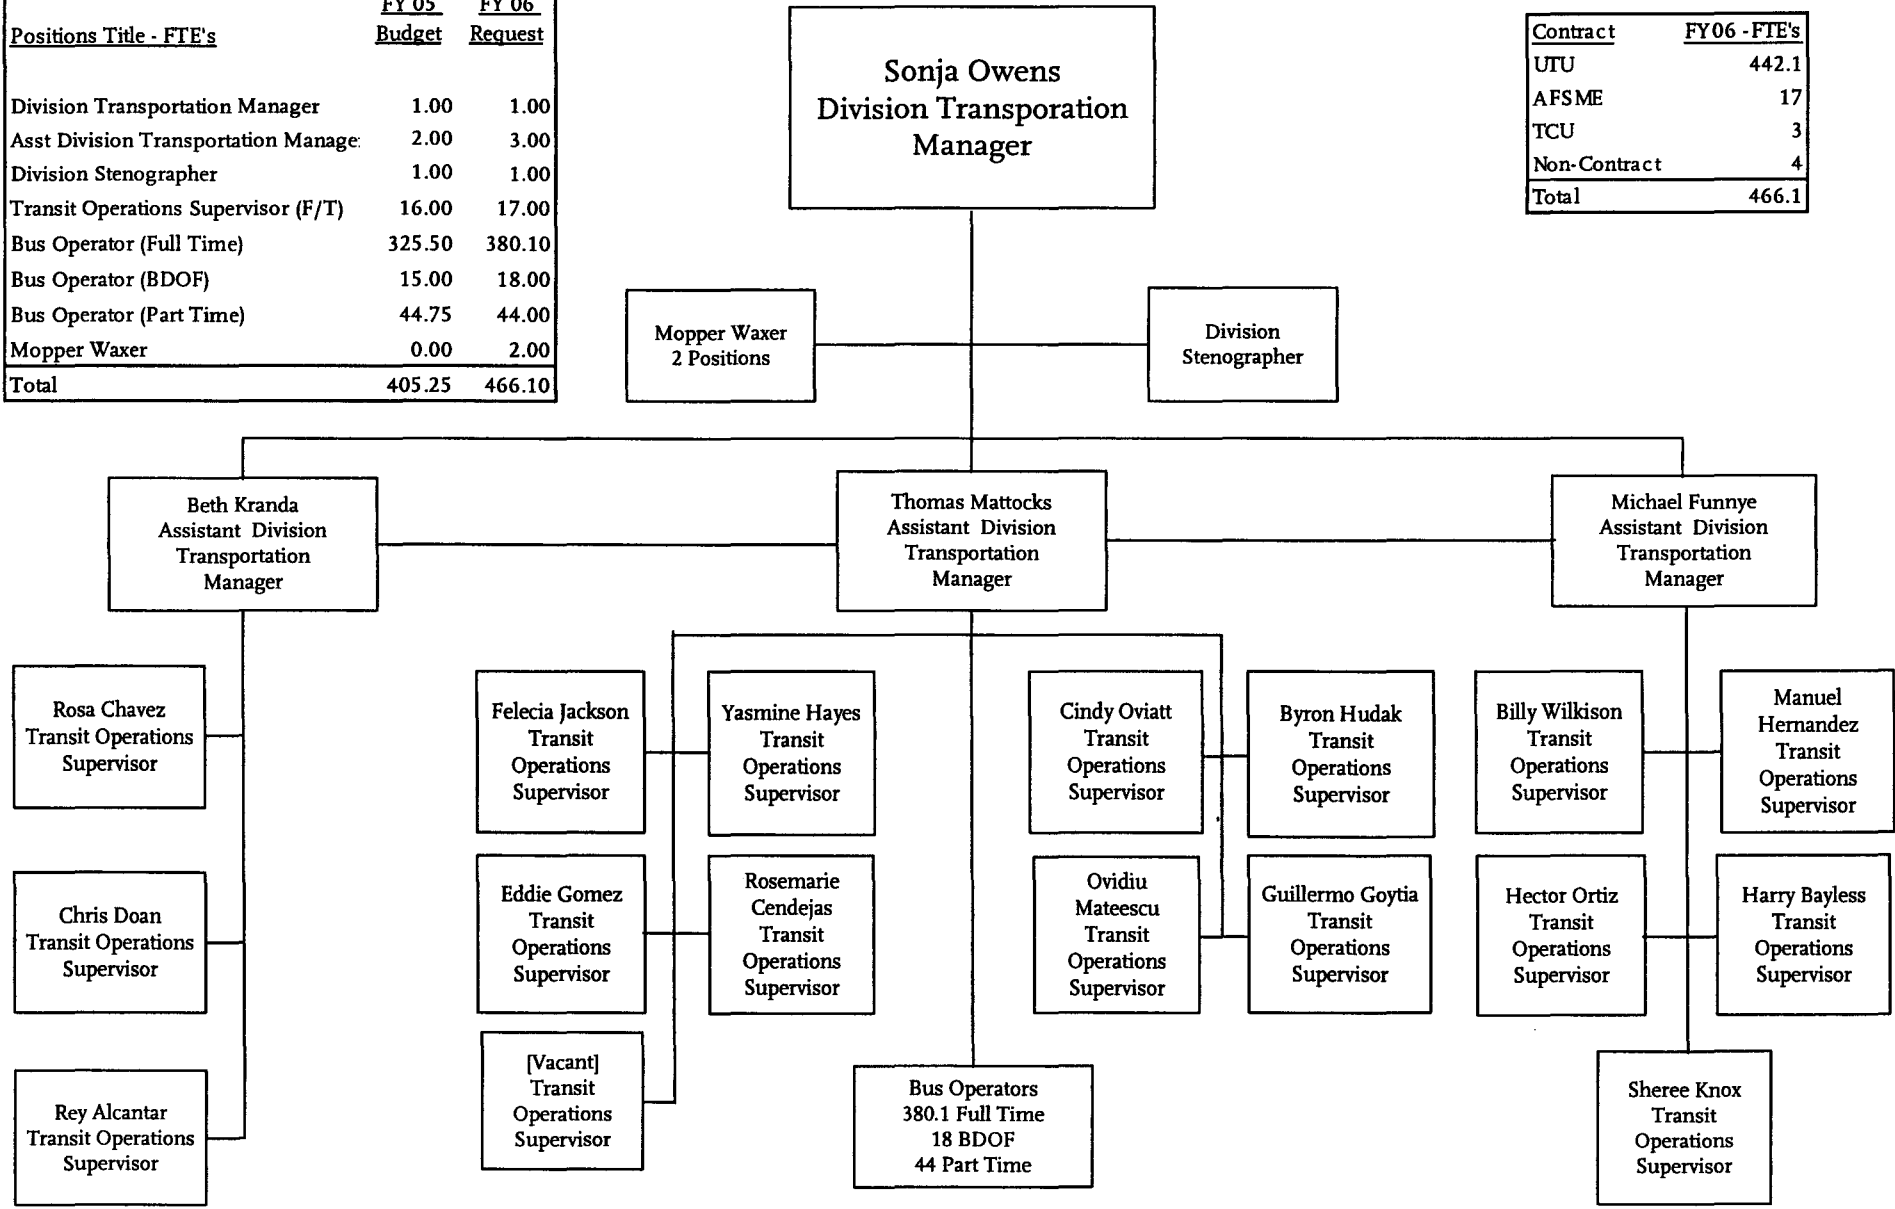 FY 05 FY 06
Positions Title - FTE's Budget Request
Division Transportation Manager 1.00 1.00
Asst Division Transportation Manage: 2.00 3.00
Division Stenographer 1.00 1.00
Transit Operations Supervisor (F/T) 16.00 17.00
Bus Operator (Full Time) 325.50 380.10
Bus Operator (BDOF) 15.00 18.00
Bus Operator (Part Time) 44.75 44.00
Mopper Waxer 0.00 2.00
Total 405.25 466.10
Sonja Owens
Division Transporation
Manager
Contract FY06 - FTE's
UTU 442.1
AFSME 17
TCU 3
Non-Contract 4
Total 466.1
Mopper Waxer
2 Positions
Division
Stenographer
Beth Kranda
Assistant Division
Transportation
Manager
Thomas Mattocks
Assistant Division
Transportation
Manager
Michael Funnye
Assistant Division
Transportation
Manager
Rosa Chavez
Transit Operations
Supervisor
Chris Doan
Transit Operations
Supervisor
Rey Alcantar
Transit Operations
Supervisor
Felecia Jackson
Transit
Operations
Supervisor
Yasmine Hayes
Transit
Operations
Supervisor
Eddie Gomez
Transit
Operations
Supervisor
Rosemarie
Cendejas
Transit
Operations
Supervisor
[Vacant]
Transit
Operations
Supervisor
Bus Operators
380.1 Full Time
18 BDOF
44 Part Time
Cindy Oviatt
Transit
Operations
Supervisor
Byron Hudak
Transit
Operations
Supervisor
Ovidiu
Mateescu
Transit
Operations
Supervisor
Guillermo Goytia
Transit
Operations
Supervisor
Billy Wilkison
Transit
Operations
Supervisor
Manuel
Hernandez
Transit
Operations
Supervisor
Hector Ortiz
Transit
Operations
Supervisor
Harry Bayless
Transit
Operations
Supervisor
Sheree Knox
Transit
Operations
Supervisor